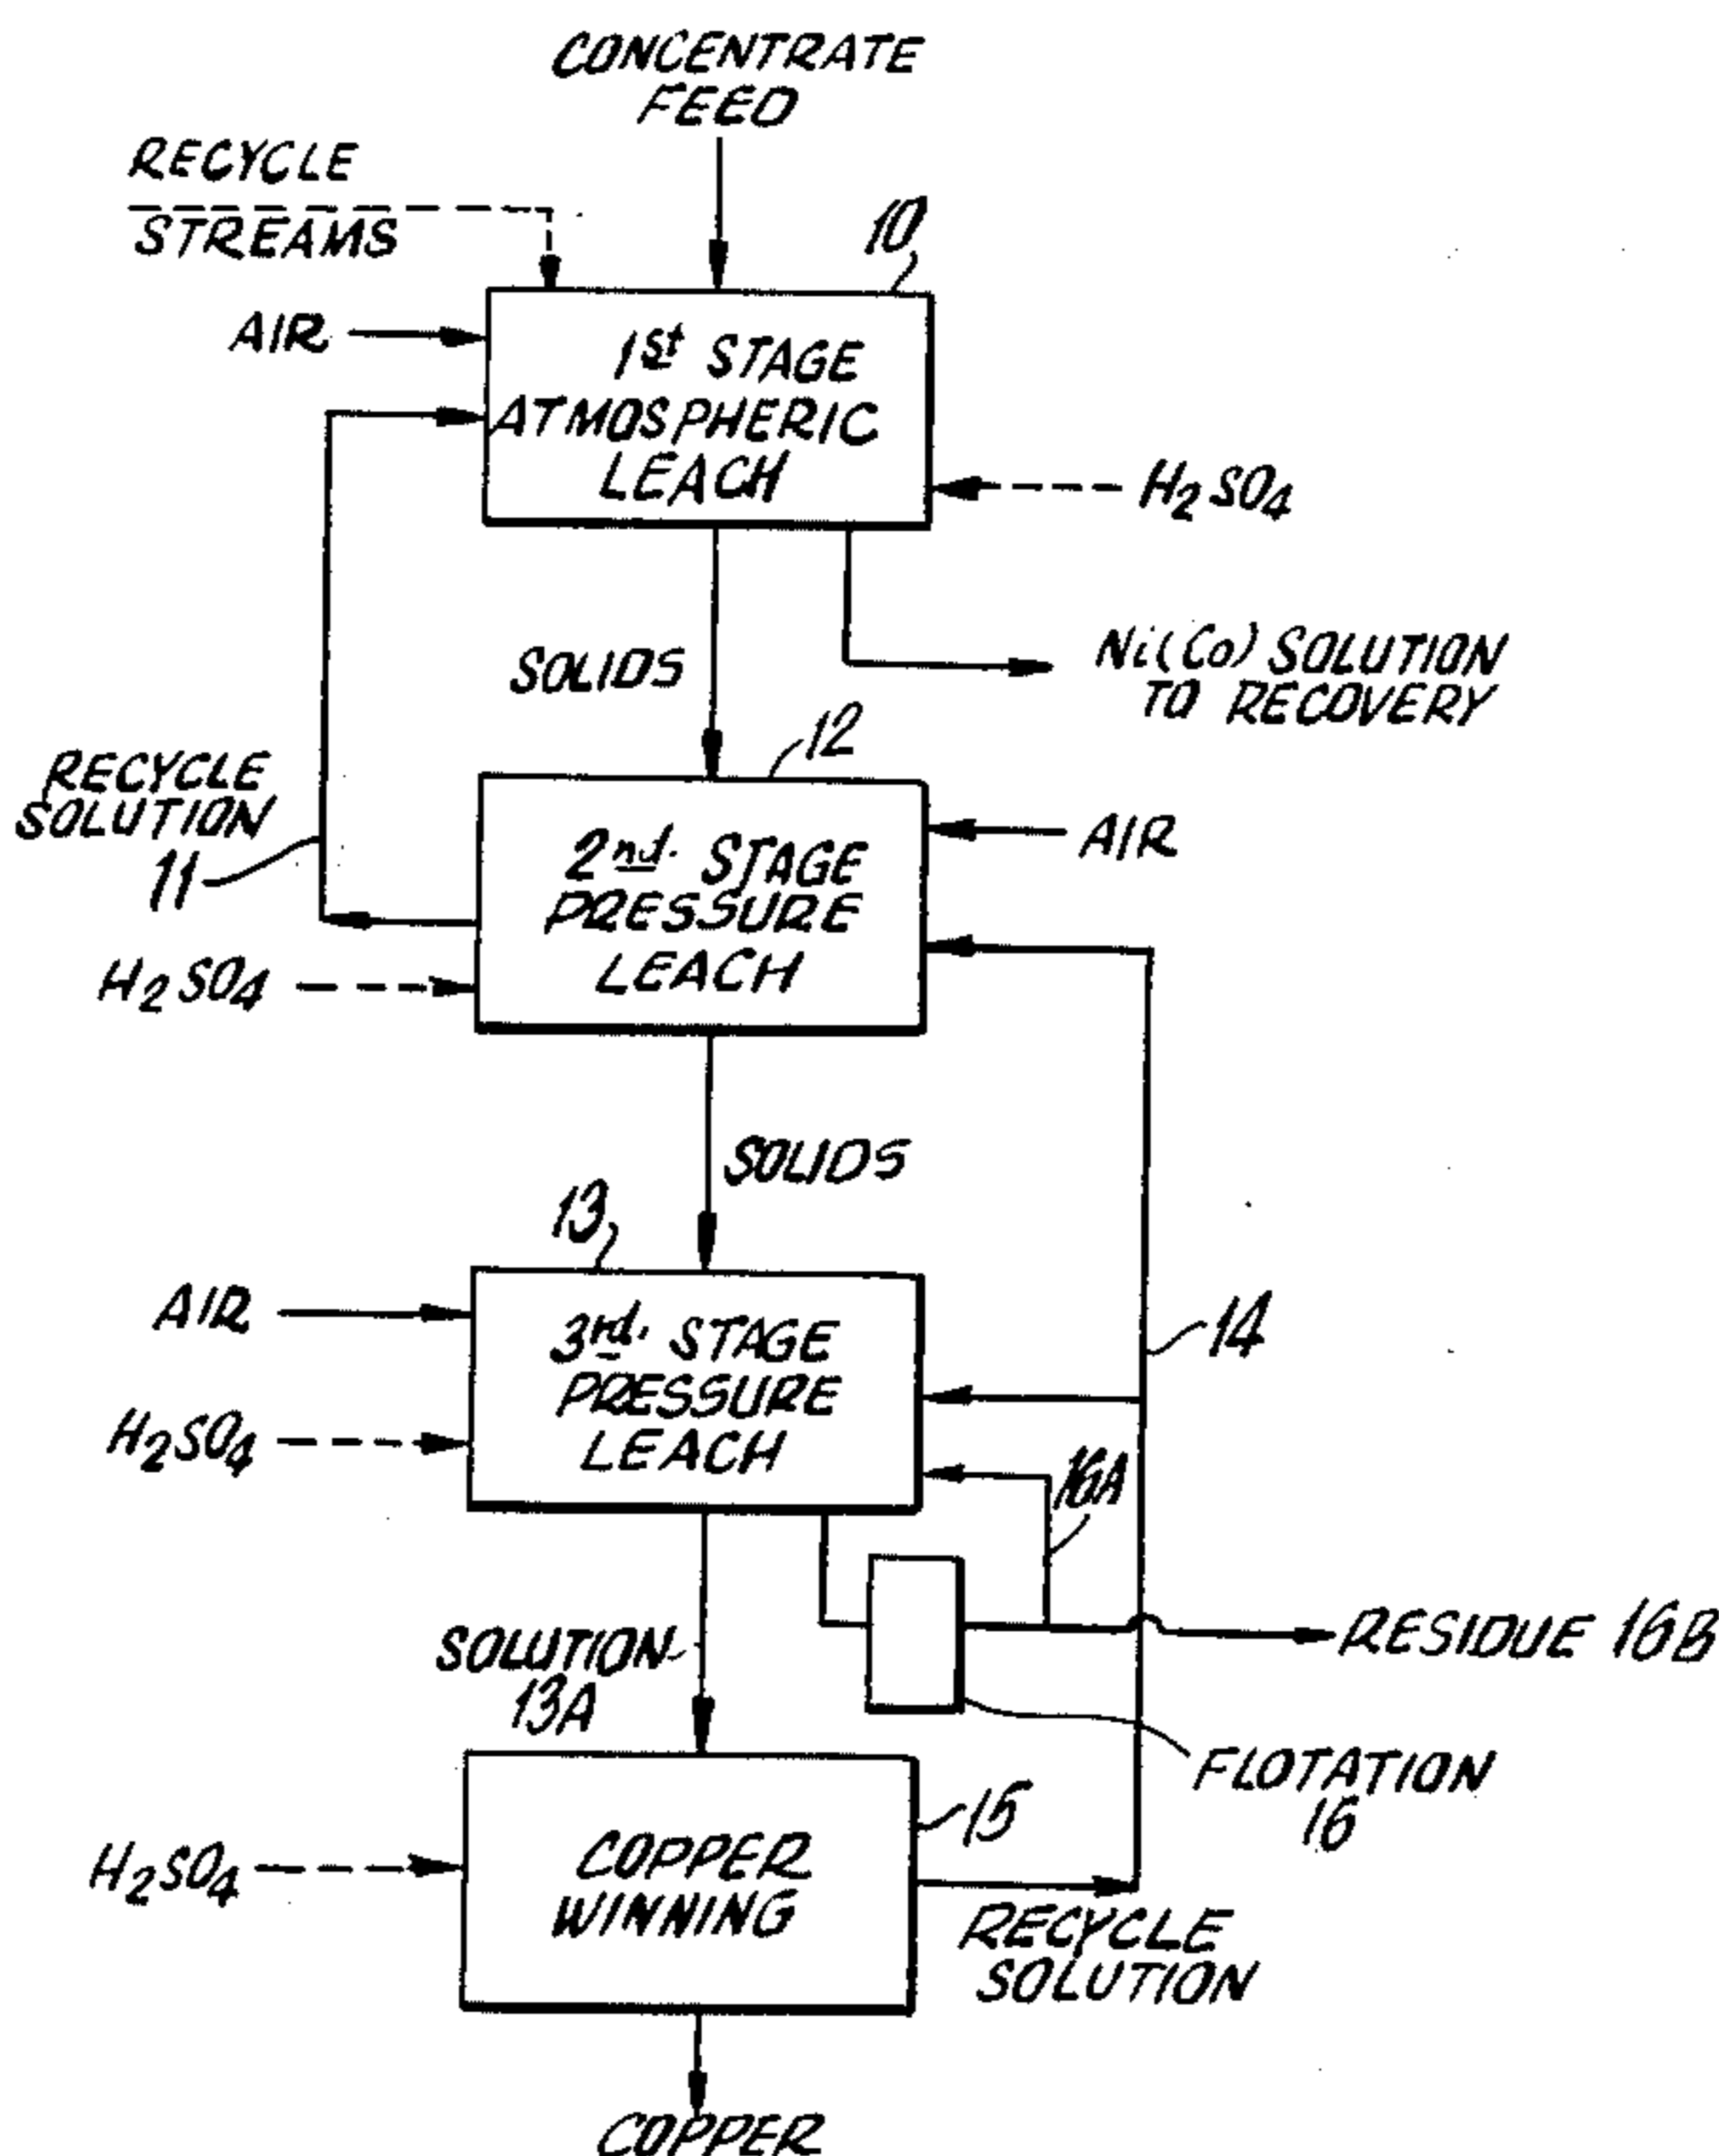 CONCENTRATE
FEED
RECYCLE
STREAMS
10
AIR
1st STAGE
ATMOSPHERIC
LEACH
H2SO4
SOLIDS
Ni(Co) SOLUTION
TO RECOVERY
12
RECYCLE
SOLUTION
11
2nd. STAGE
PRESSURE
LEACH
AIR
H2SO4
SOLIDS
13
AIR
3rd. STAGE
PRESSURE
LEACH
14
H2SO4
16A
SOLUTION
13A
RESIDUE 16B
FLOTATION
16
15
COPPER
WINNING
H2SO4
RECYCLE
SOLUTION
COPPER